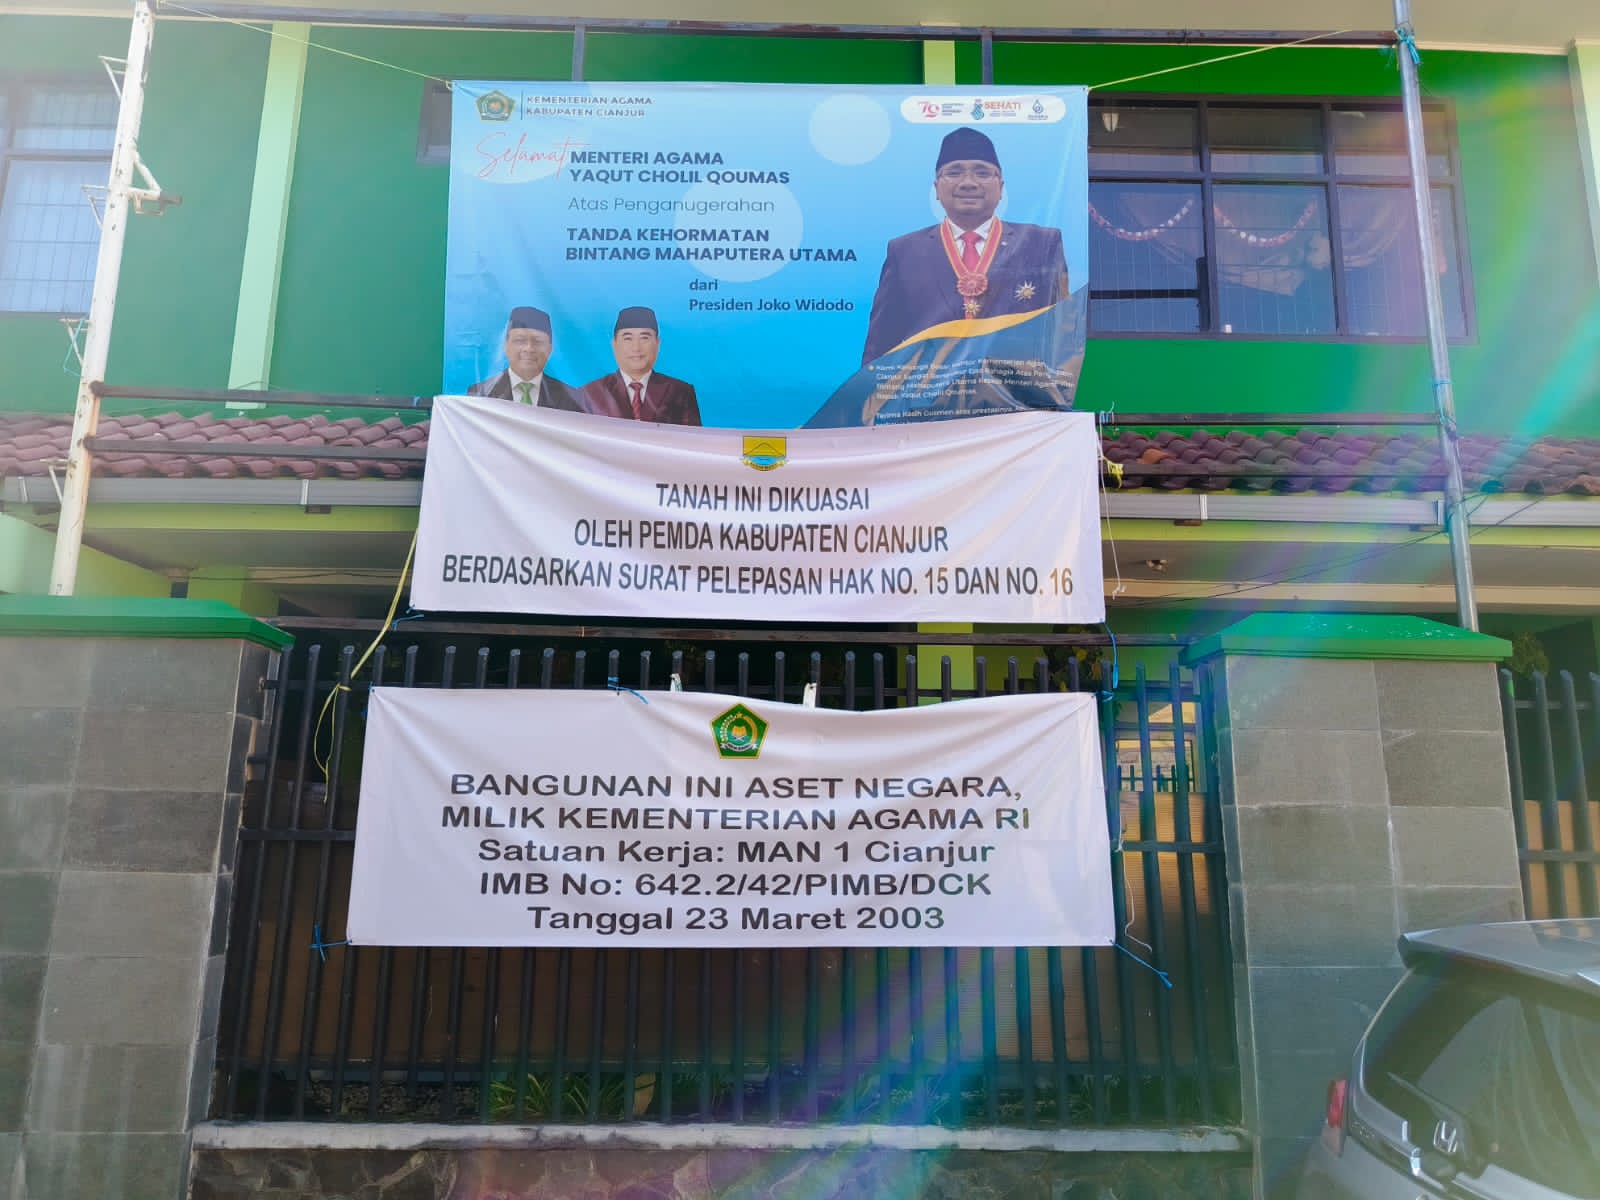 KEMENTERIAN AGAMA
KABUPATEN CIANJUR
SEHATI
Selamat MENTERI AGAMA
YAQUT CHOLIL QOUMAS
Atas Penganugerahan
TANDA KEHORMATAN
BINTANG MAHAPUTERA UTAMA
dari
Presiden Joko Widodo
TANAH INI DIKUASAI
OLEH PEMDA KABUPATEN CIANJUR
BERDASARKAN SURAT PELEPASAN HAK NO. 15 DAN NO. 16
BANGUNAN INI ASET NEGARA,
MILIK KEMENTERIAN AGAMA RI
Satuan Kerja: MAN 1 Cianjur
IMB No: 642.2/42/PIMB/DCK
Tanggal 23 Maret 2003